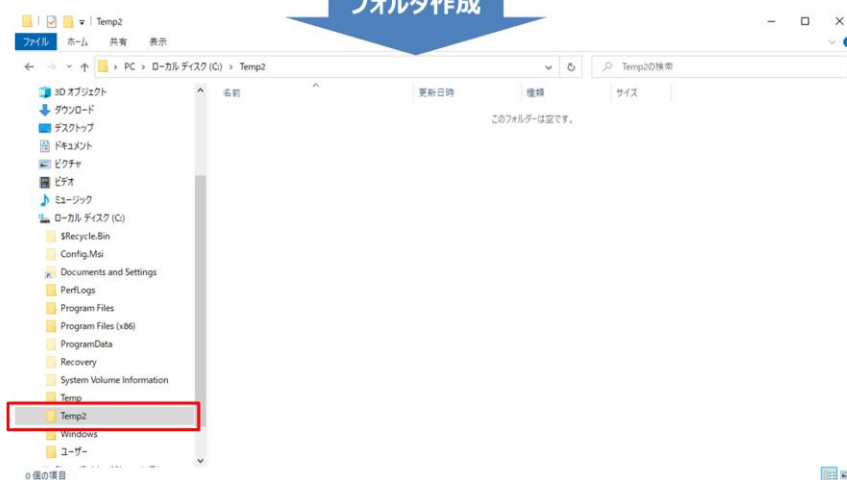 フォルダ作成
Temp2
ファイル ホーム 共有 表示
PC › ローカル ディスク (C:) › Temp2
Temp2の検索
名前 更新日時 種類 サイズ
このフォルダーは空です。
3D オブジェクト
ダウンロード
デスクトップ
ドキュメント
ピクチャ
ビデオ
ミュージック
ローカル ディスク (C:)
$Recycle.Bin
Config.Msi
Documents and Settings
PerfLogs
Program Files
Program Files (x86)
ProgramData
Recovery
System Volume Information
Temp
Temp2
Windows
ユーザー
0 個の項目